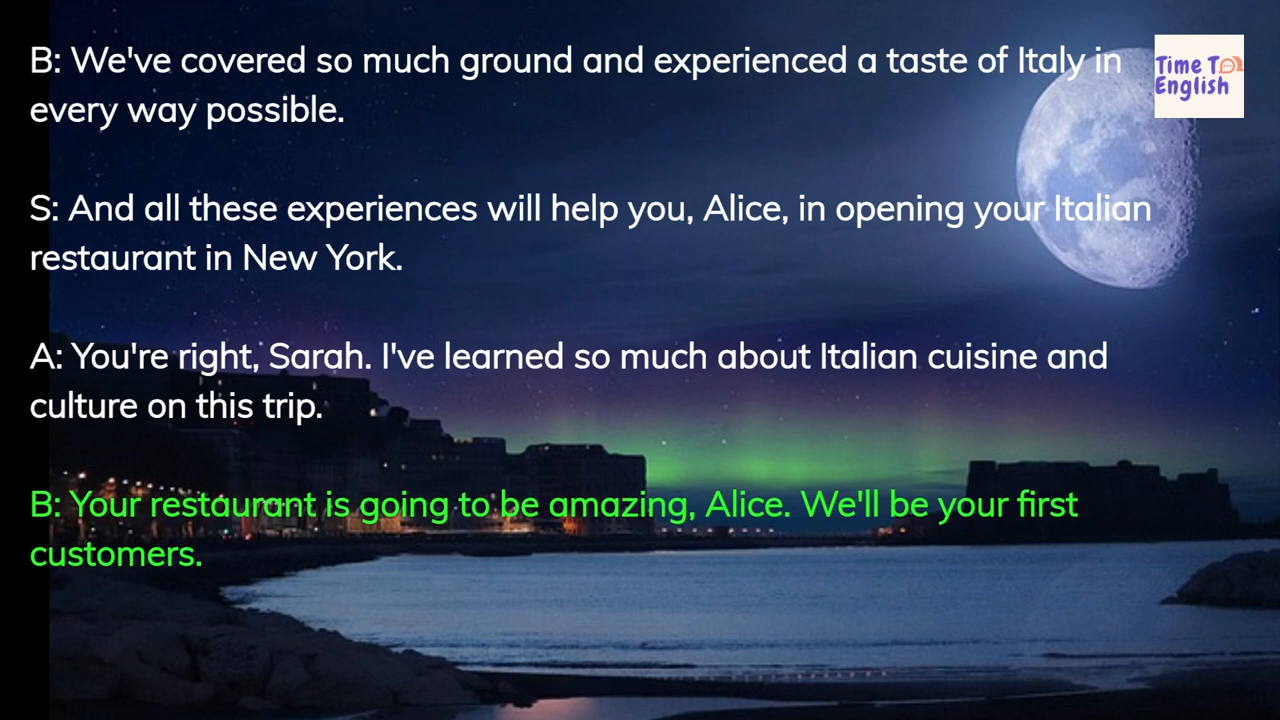 B: We've covered so much ground and experienced a taste of Italy in
every way possible.
Time To
English
S: And all these experiences will help you, Alice, in opening your Italian
restaurant in New York.
A: You're right, Sarah. I've learned so much about Italian cuisine and
culture on this trip.
B: Your restaurant is going to be amazing, Alice. We'll be your first
customers.